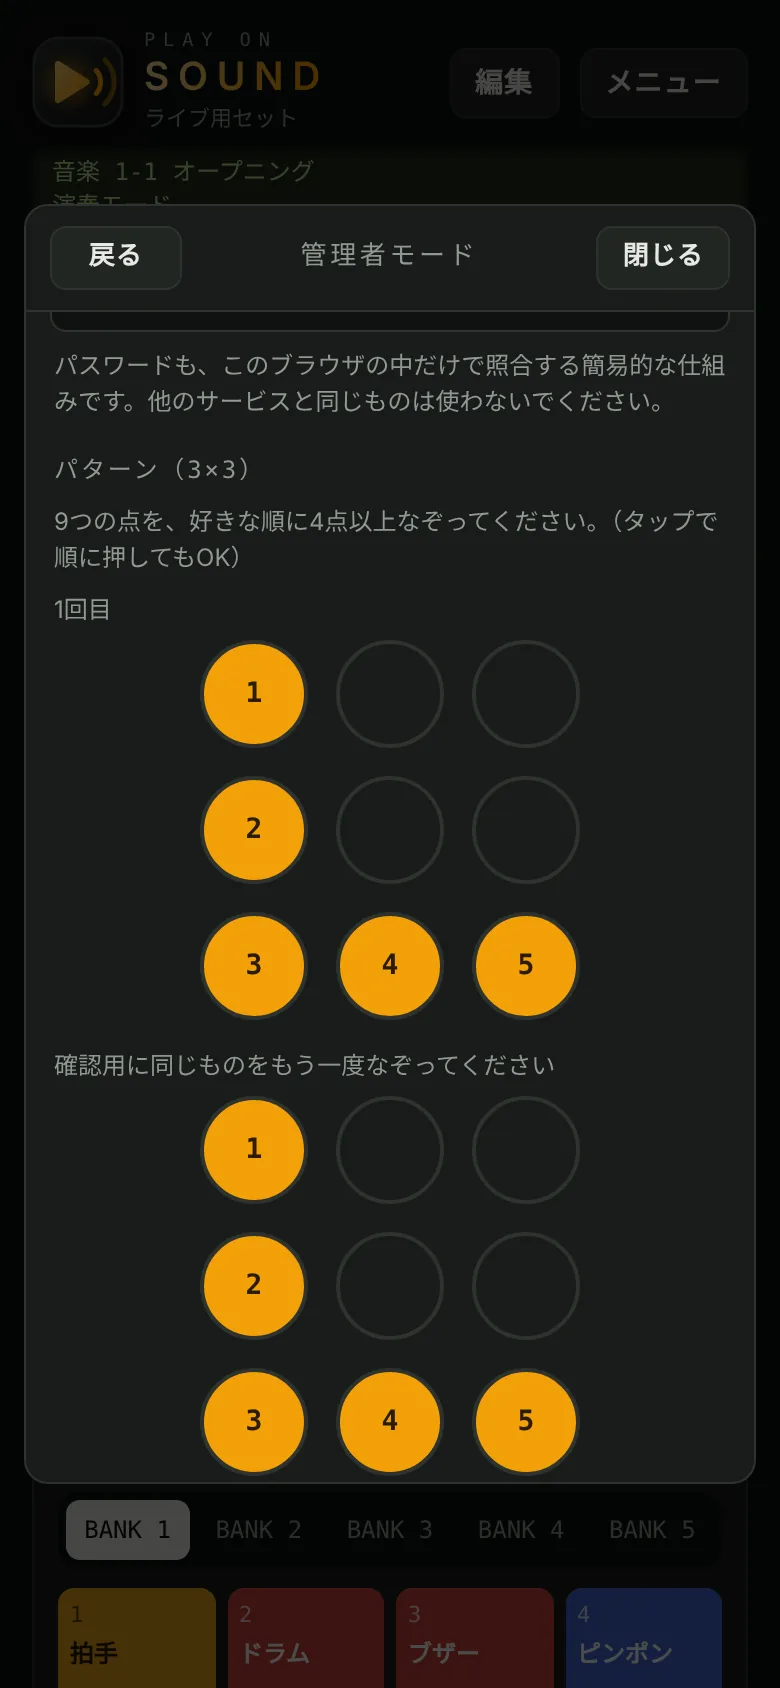 PLAY ON
SOUND
ライブ用セット
編集
メニュー
音楽 1-1 オープニング
演奏モード
戻る
管理者モード
閉じる
パスワードも、このブラウザの中だけで照合する簡易的な仕組
みです。他のサービスと同じものは使わないでください。
パターン（3×3）
9つの点を、好きな順に4点以上なぞってください。（タップで
順に押してもOK）
1回目
1
2
3 4 5
確認用に同じものをもう一度なぞってください
1
2
3 4 5
BANK 1 BANK 2 BANK 3 BANK 4 BANK 5
1 2 3 4
拍手 ドラム ブザー ピンポン